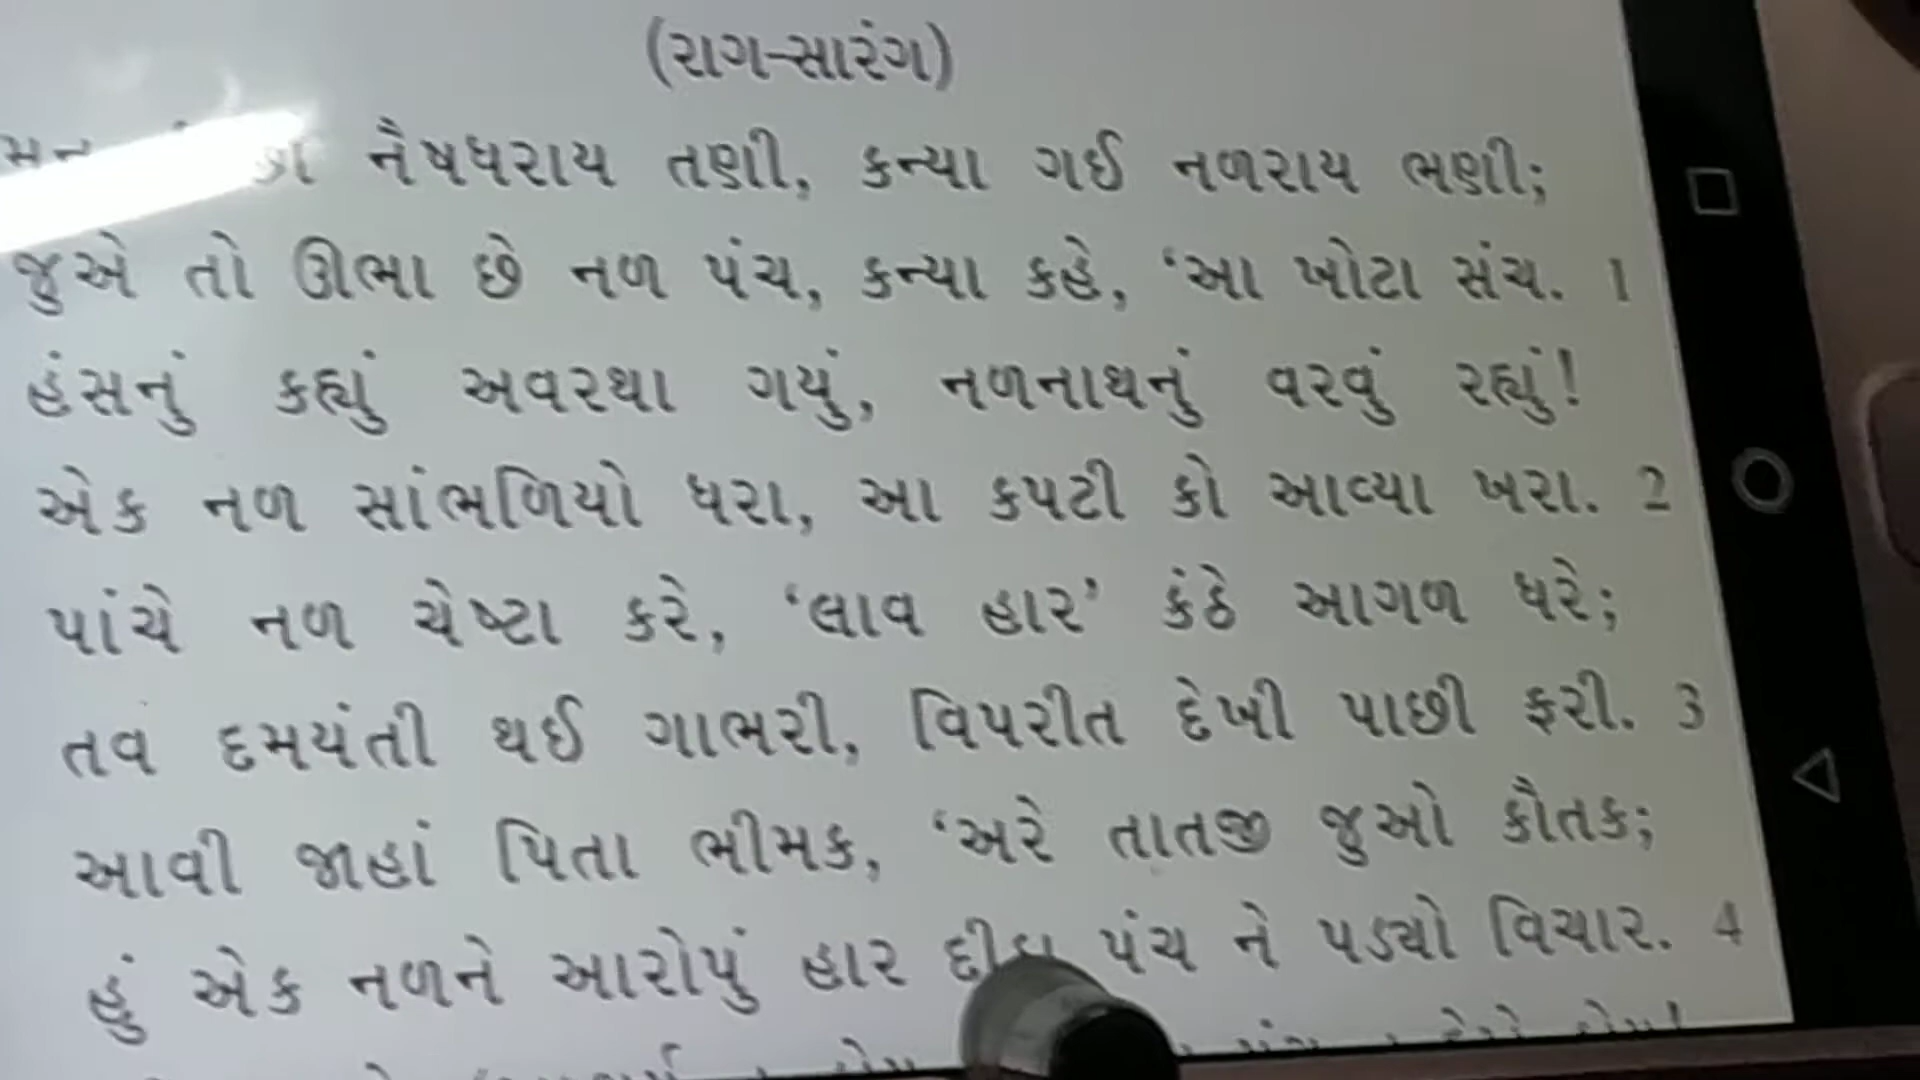 (રાગ-સારંગ)
નૈષધરાય તણી, કન્યા ગઈ નળરાય ભણી;
જુએ તો ઊભા છે નળ પંચ, કન્યા કહે, ‘આ ખોટા સંચ. 1
હંસનું કહ્યું અવરથા ગયું, નળનાથનું વરવું રહ્યું!
એક નળ સાંભળિયો ધરા, આ કપટી કો આવ્યા ખરા. 2
પાંચે નળ ચેષ્ટા કરે, ‘લાવ હાર’ કંઠે આગળ ધરે;
તવ દમયંતી થઈ ગાભરી, વિપરીત દેખી પાછી ફરી. 3
આવી જાહાં પિતા ભીમક, ‘અરે તાતજી જુઓ કૌતક;
હું એક નળને આરોપું હાર પંચ ને પડ્યો વિચાર. 4